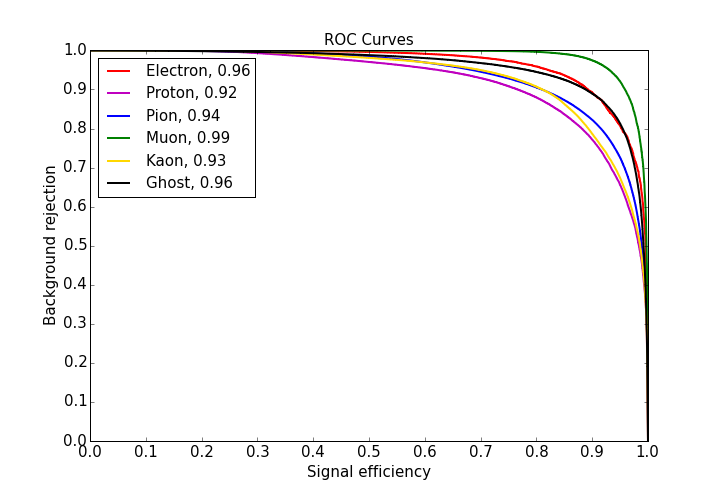 ROC Curves
Electron, 0.96
Proton, 0.92
Pion, 0.94
Muon, 0.99
Kaon, 0.93
Ghost, 0.96
Background rejection
1.0
0.9
0.8
0.7
0.6
0.5
0.4
0.3
0.2
0.1
0.0
0.0 0.1 0.2 0.3 0.4 0.5 0.6 0.7 0.8 0.9 1.0
Signal efficiency